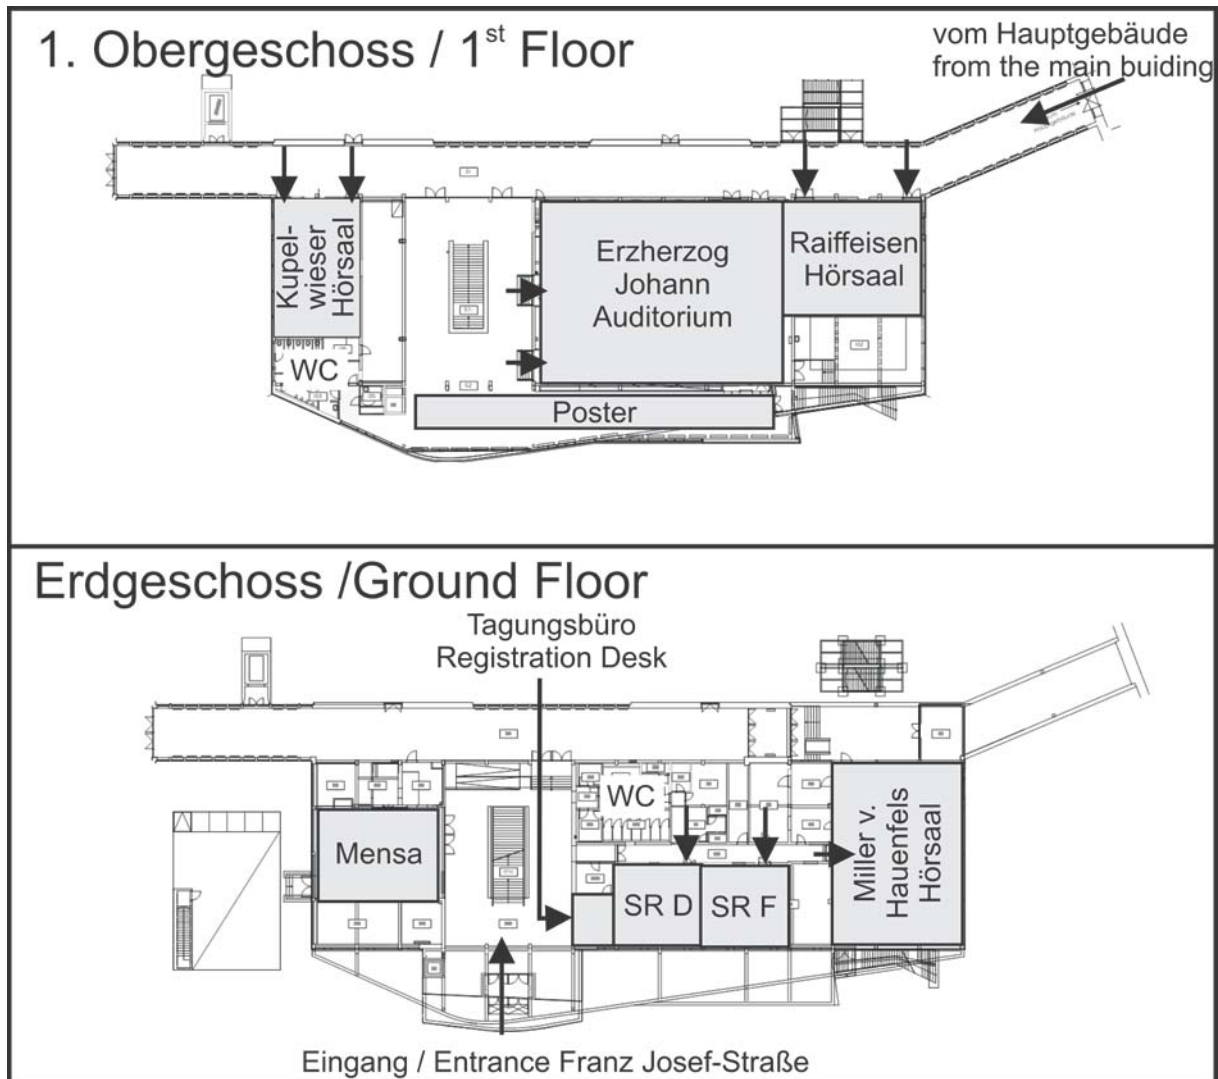 1. Obergeschoss / 1st Floor
vom Hauptgebäude
from the main buiding
Kupel-
wieser
Hörsaal
Erzherzog
Johann
Auditorium
Raiffeisen
Hörsaal
WC
Poster
Erdgeschoss /Ground Floor
Tagungsbüro
Registration Desk
WC
Mensa
SR D
SR F
Miller v.
Hauenfels
Hörsaal
Eingang / Entrance Franz Josef-Straße